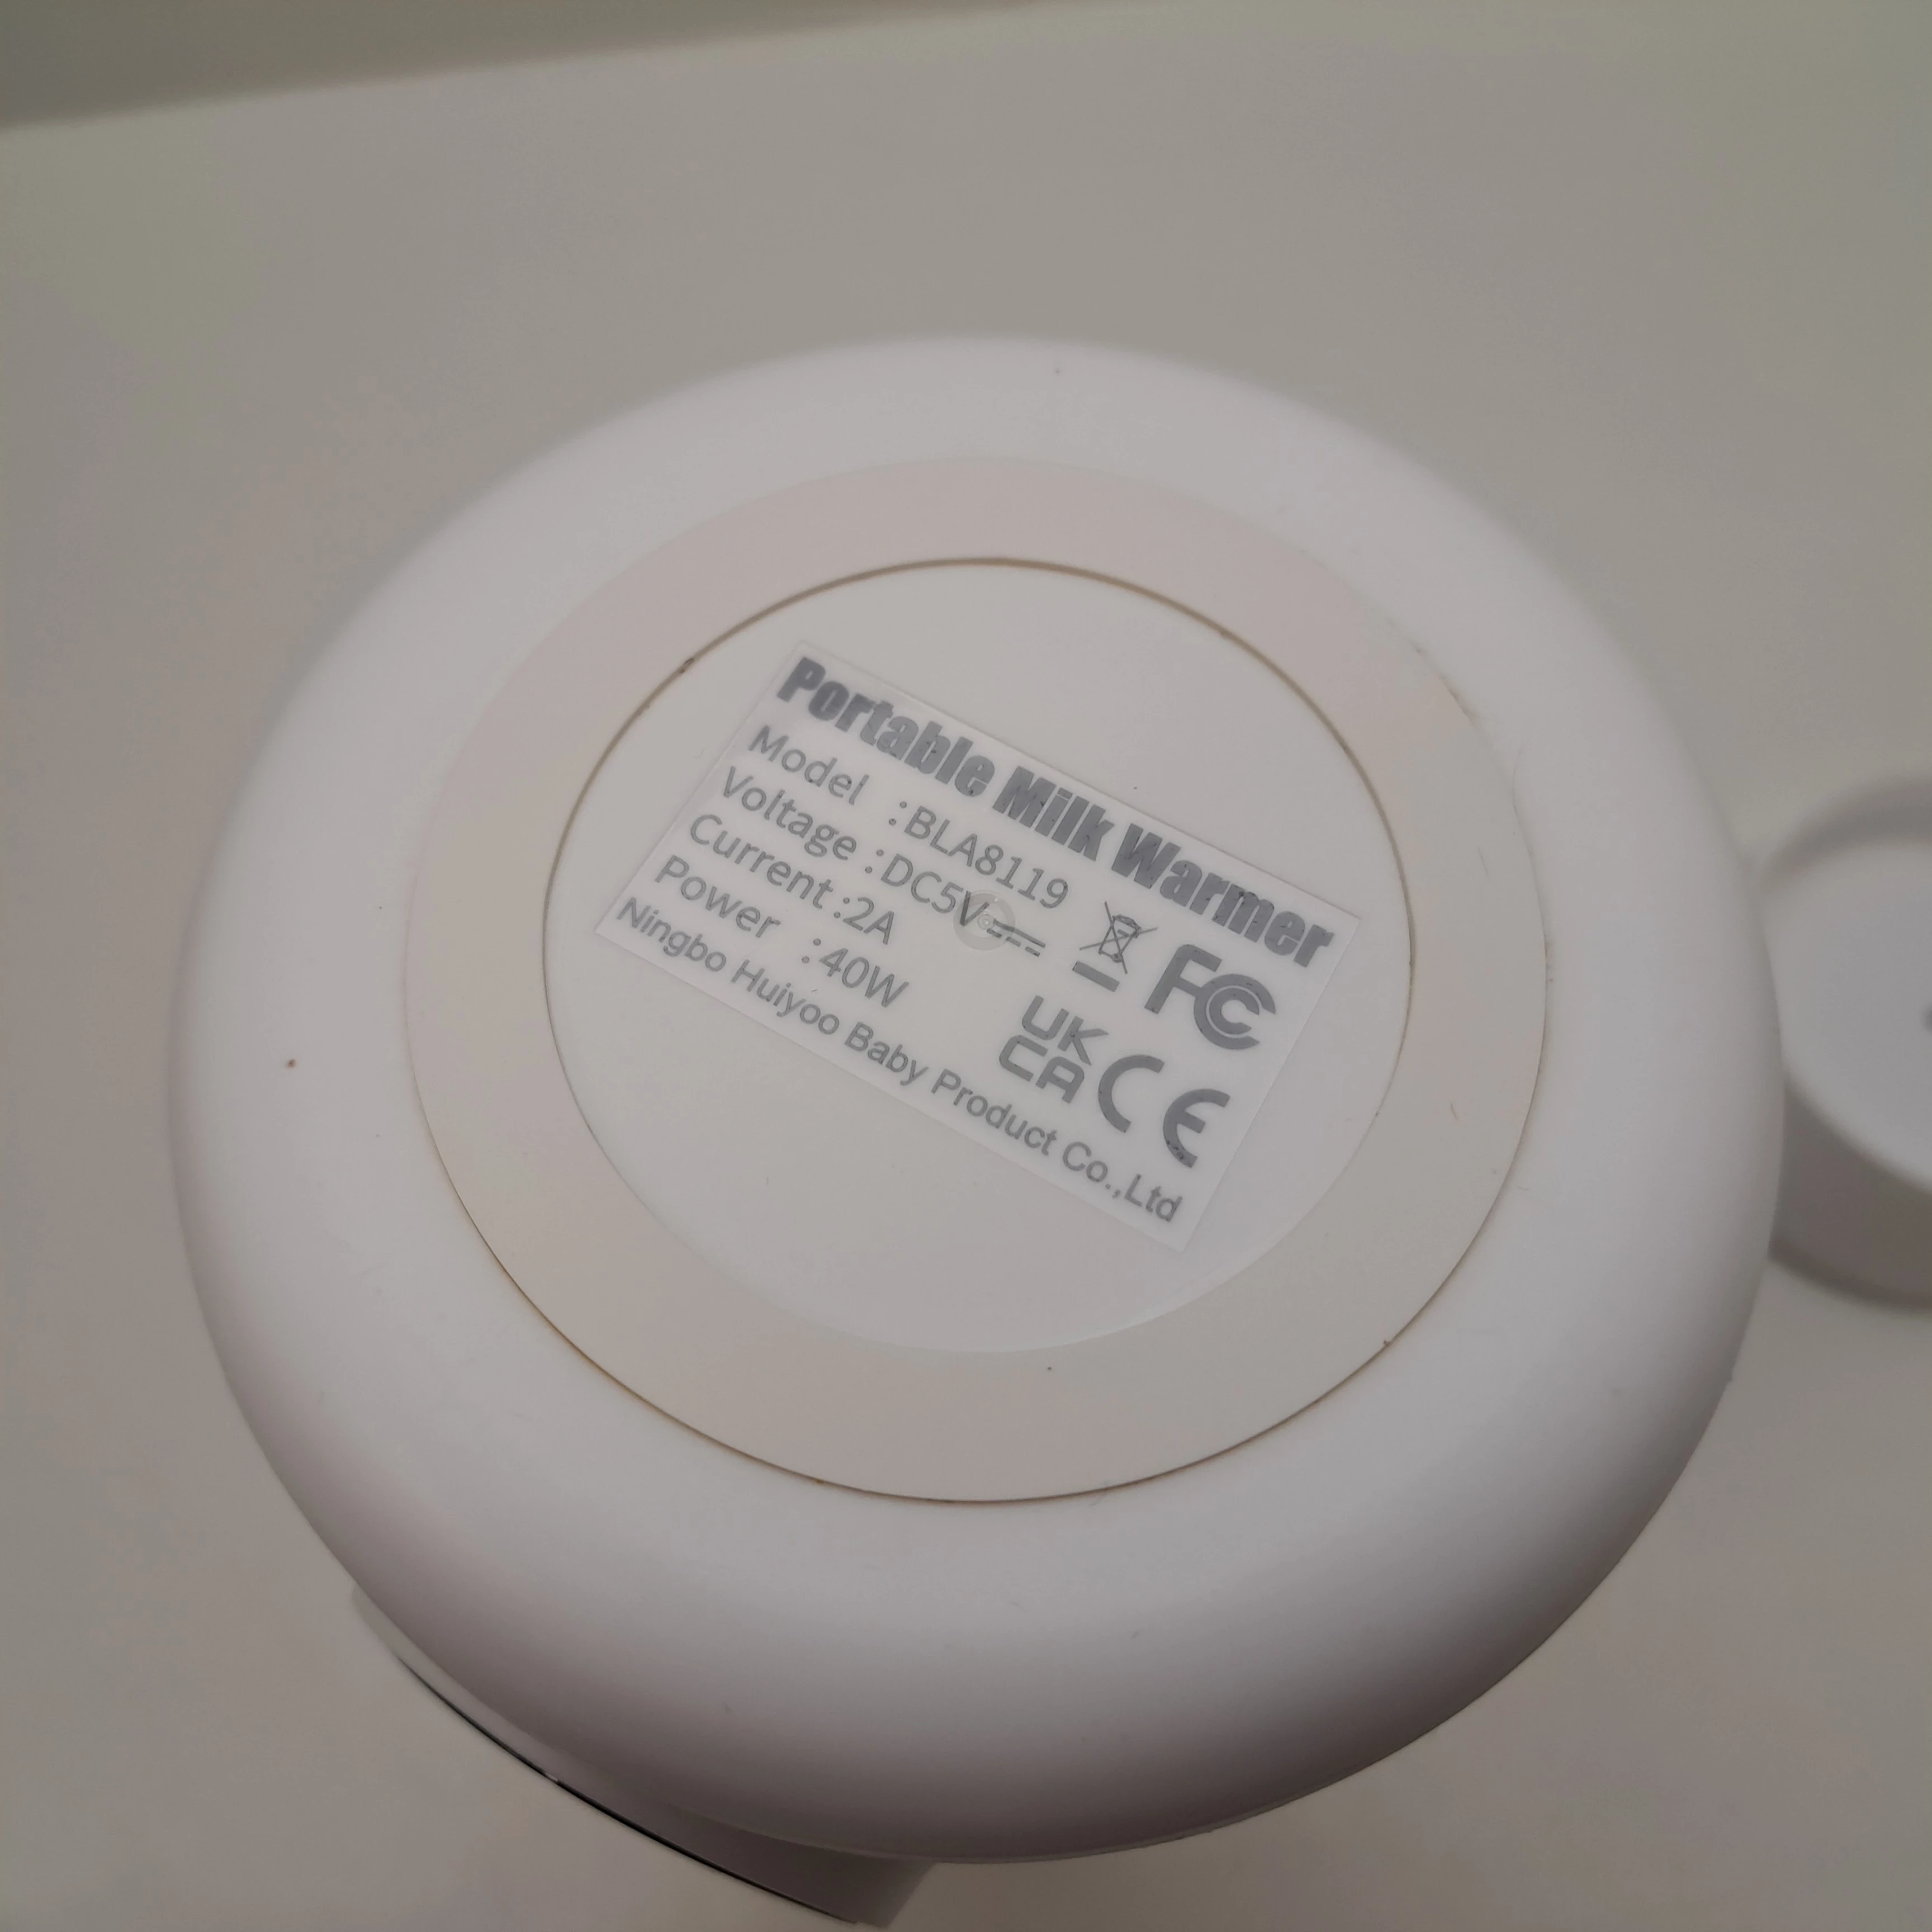 Portable Milk Warmer
Model :BLA8119
Voltage :DC5V
Current :2A
Power :40W
FC
UK
CA
CE
Ningbo Huiyoo Baby Product Co.,Ltd